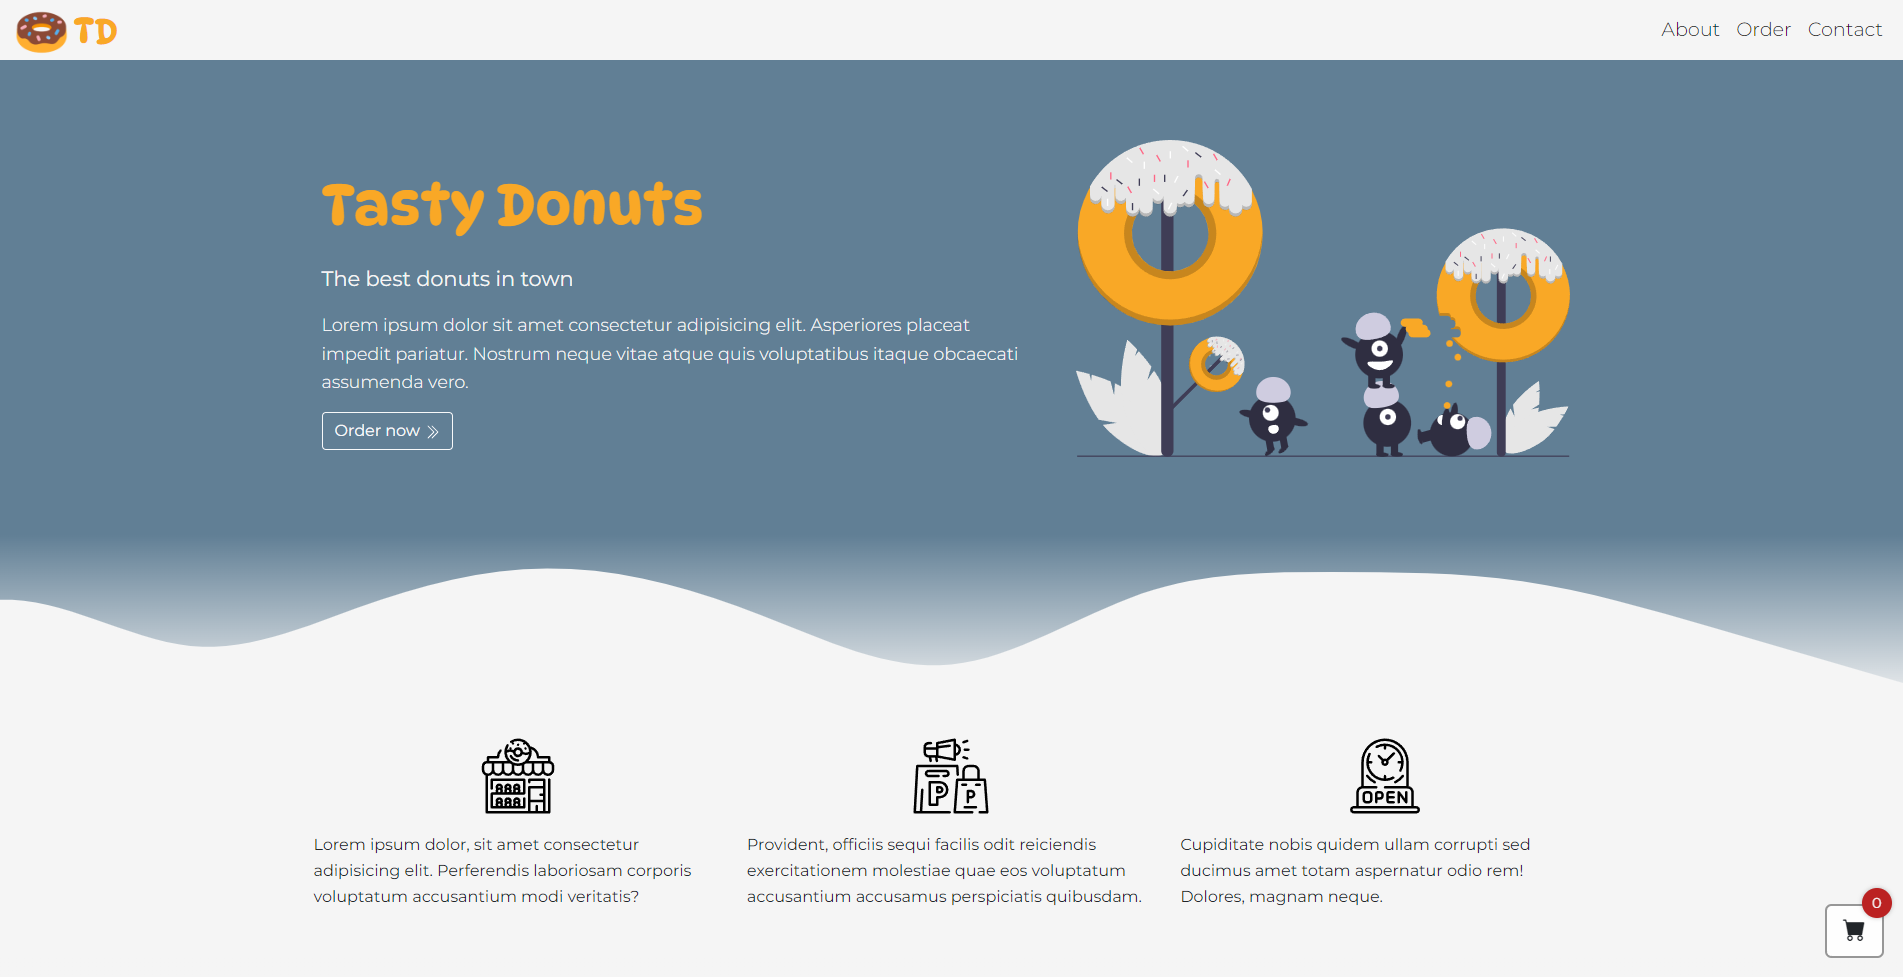 TD
About Order Contact
Tasty Donuts
The best donuts in town
Lorem ipsum dolor sit amet consectetur adipisicing elit. Asperiores placeat
impedit pariatur. Nostrum neque vitae atque quis voluptatibus itaque obcaecati
assumenda vero.
Order now
888
888
P
P
OPEN
Lorem ipsum dolor, sit amet consectetur
adipisicing elit. Perferendis laboriosam corporis
voluptatum accusantium modi veritatis?
Provident, officiis sequi facilis odit reiciendis
exercitationem molestiae quae eos voluptatum
accusantium accusamus perspiciatis quibusdam.
Cupiditate nobis quidem ullam corrupti sed
ducimus amet totam aspernatur odio rem!
Dolores, magnam neque.
0